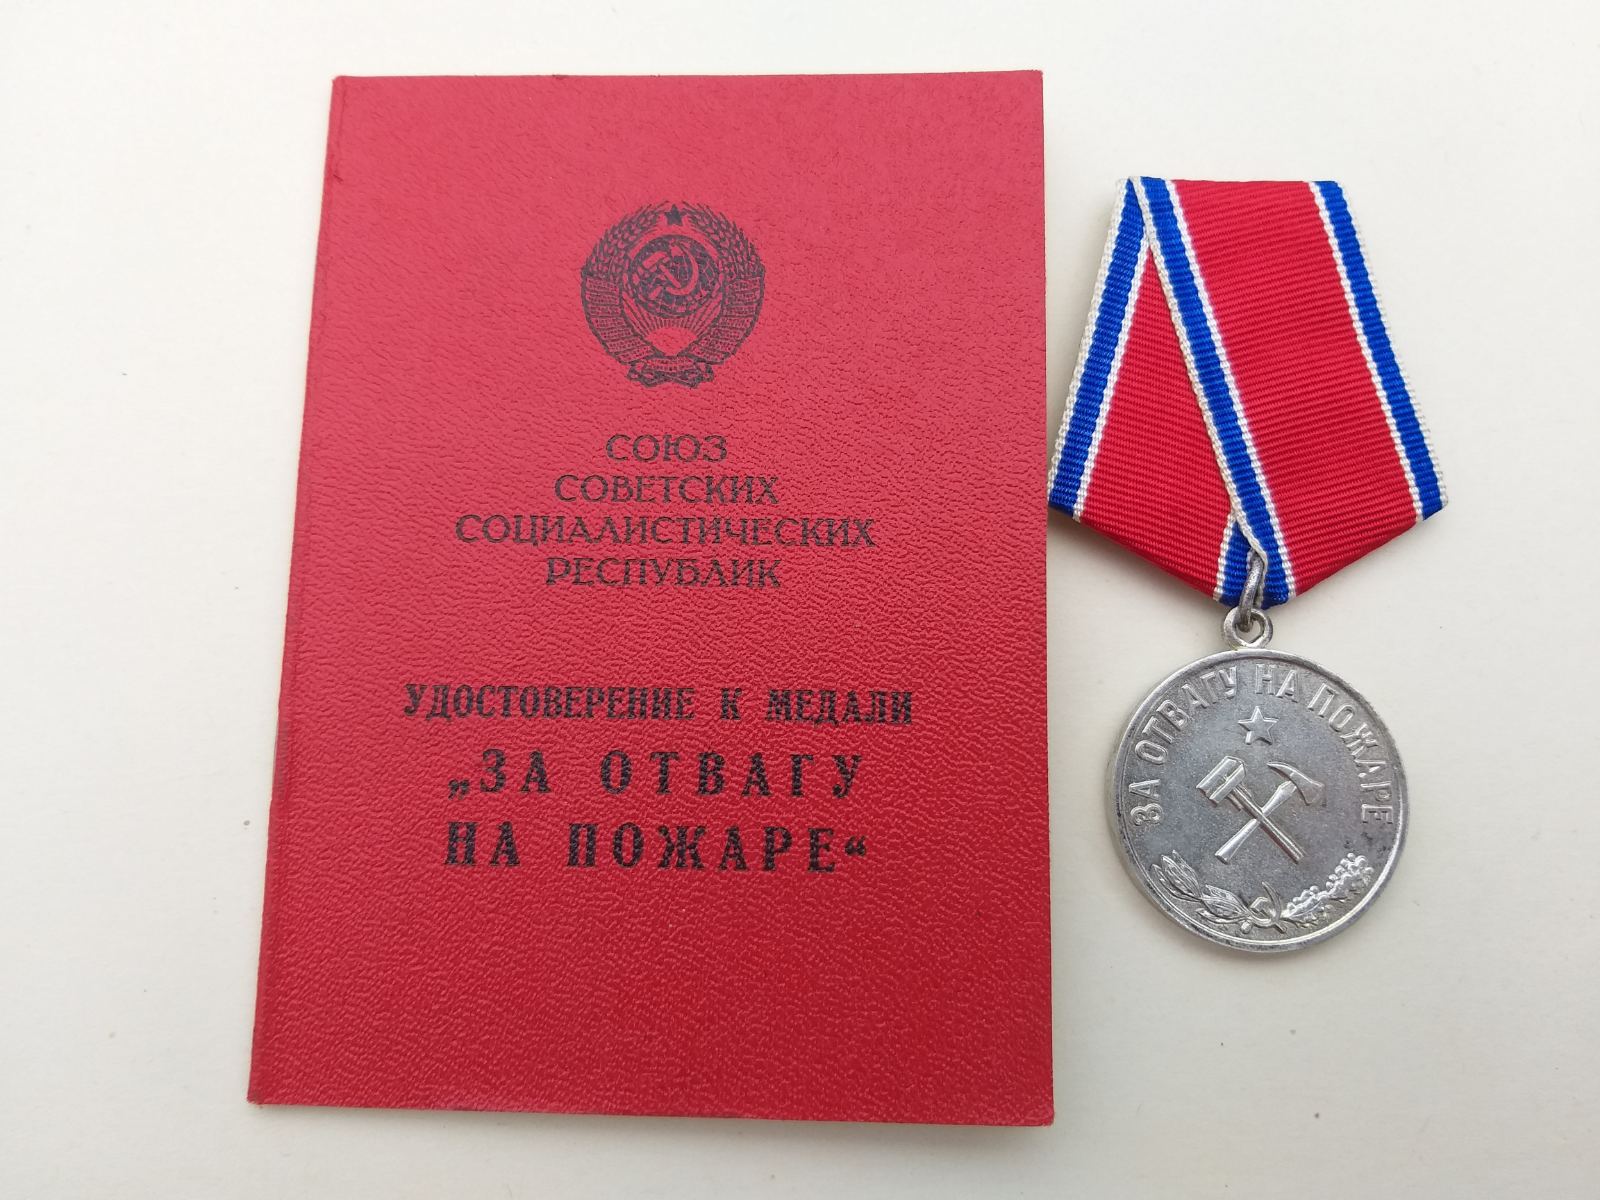 СОЮЗ
СОВЕТСКИХ
СОЦИАЛИСТИЧЕСКИХ
РЕСПУБЛИК
УДОСТОВЕРЕНИЕ К МЕДАЛИ
„ЗА ОТВАГУ
НА ПОЖАРЕ“
ЗА ОТВАГУ НА ПОЖАРЕ